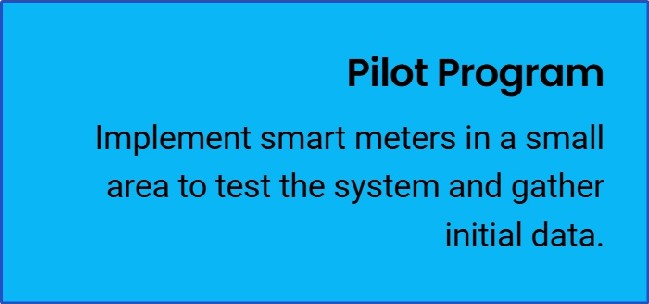 Pilot Program
Implement smart meters in a small
area to test the system and gather
initial data.